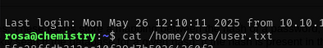 Last login: Mon May 26 12:10:11 2025 from 10.10.1
rosa@chemistry:~$ cat /home/rosa/user.txt